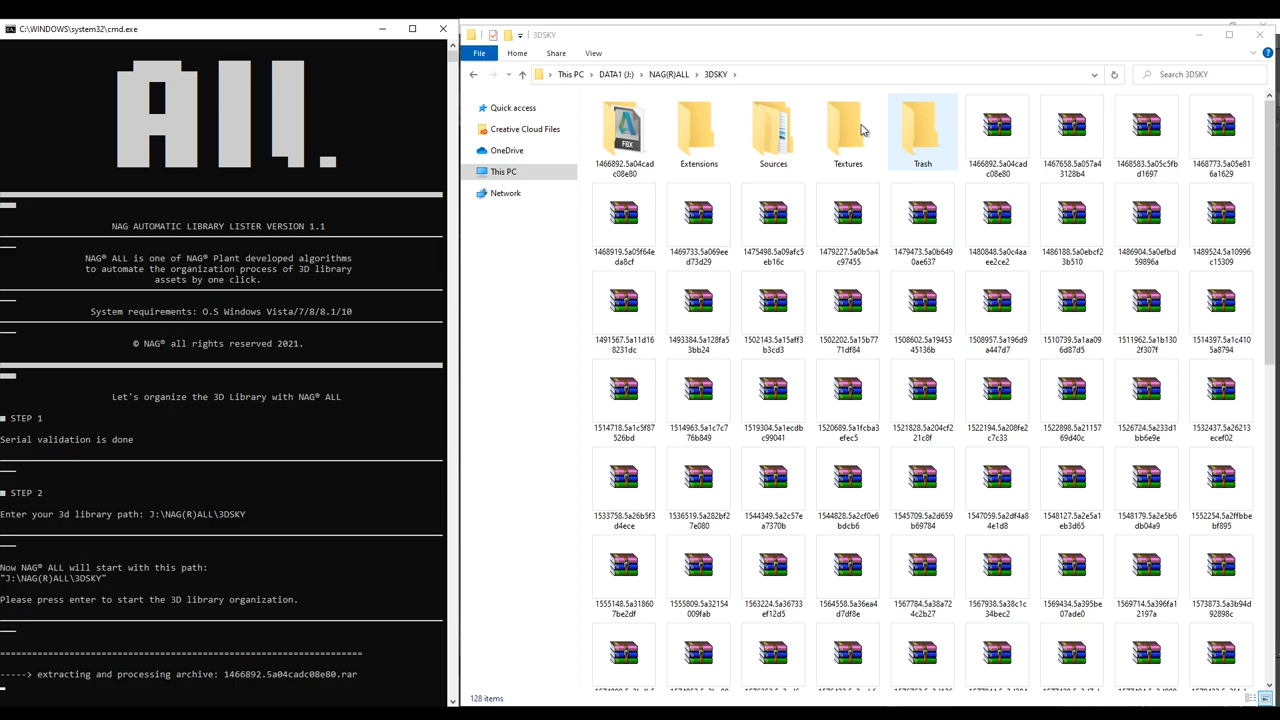 C:\WINDOWS\system32\cmd.exe
All.
NAG AUTOMATIC LIBRARY LISTER VERSION 1.1
NAG® ALL is one of NAG® Plant developed algorithms
to automate the organization process of 3D library
assets by one click.
System requirements: O.S Windows Vista/7/8/8.1/10
© NAG® all rights reserved 2021.
Let's organize the 3D Library with NAG® ALL
■ STEP 1
Serial validation is done
■ STEP 2
Enter your 3d library path: J:\NAG(R)ALL\3DSKY
Now NAG® ALL will start with this path:
"J:\NAG(R)ALL\3DSKY"
Please press enter to start the 3D library organization.
=================================================================
-----> extracting and processing archive: 1466892.5a04cadc08e80.rar
3DSKY
File Home Share View
This PC > DATA1 (J:) > NAG(R)ALL > 3DSKY >
Search 3DSKY
Quick access
Creative Cloud Files
OneDrive
This PC
Network
FBX
1466892.5a04cad
c08e80
Extensions
Sources
Textures
Trash
1466892.5a04cad
c08e80
1467658.5a057a4
3128b4
1468583.5a05c5fb
d1697
1468773.5a05e81
6a1629
1468919.5a05f64e
da8cf
1469733.5a069ee
d73d29
1475498.5a09afc5
eb16c
1479227.5a0b5a4
c97455
1479473.5a0b649
0ae637
1480848.5a0c4aa
ee2ce2
1486188.5a0ebcf2
3b510
1486904.5a0efbd
59896a
1489524.5a10996
c15309
1491567.5a11d16
8231dc
1493384.5a128fa5
3bb24
1502143.5a15aff3
b3cd3
1502202.5a15b77
71df84
1508602.5a19453
45136b
1508957.5a196d9
a447d7
1510739.5a1aa09
6d87d5
1511962.5a1b130
2f307f
1514397.5a1c410
5a8794
1514718.5a1c5f87
526bd
1514963.5a1c7c7
76b849
1519304.5a1ecdb
c99041
1520689.5a1fcba3
efec5
1521828.5a204cf2
21c8f
1522194.5a208fe2
c7c33
1522898.5a21157
69d40c
1526724.5a233d1
bb6e9e
1532437.5a26213
ecef02
1533758.5a26b5f3
d4ece
1536519.5a282bf2
7e080
1544349.5a2c57e
a7370b
1544828.5a2cf0e6
bdcb6
1545709.5a2d659
b69784
1547059.5a2df4a8
4e1d8
1548127.5a2e5a1
eb3d65
1548179.5a2e5b6
db04a9
1552254.5a2ffbbe
bf895
1555148.5a31860
7be2df
1555809.5a32154
009fab
1563224.5a36733
ef12d5
1564558.5a36ea4
d7df8e
1567784.5a38a72
4c2b27
1567938.5a38c1c
34bec2
1569434.5a395be
07ade0
1569714.5a396fa1
2197a
1573873.5a3b94d
92898c
128 items